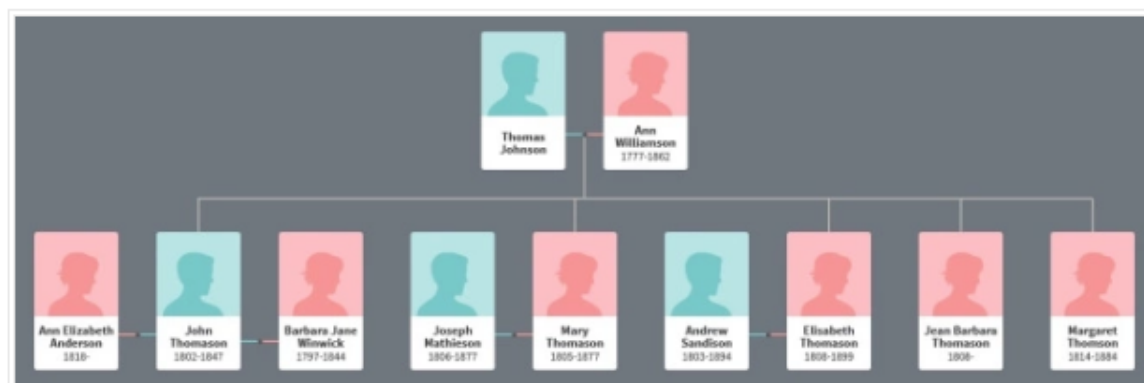 Thomas
Johnson
Ann
Williamson
1777-1862
Ann Elizabeth
Anderson
1818-
John
Thomason
1802-1847
Barbara Jane
Winwick
1797-1844
Joseph
Mathieson
1806-1877
Mary
Thomason
1805-1877
Andrew
Sandison
1803-1894
Elisabeth
Thomason
1808-1899
Jean Barbara
Thomason
1808-
Margaret
Thomson
1814-1884